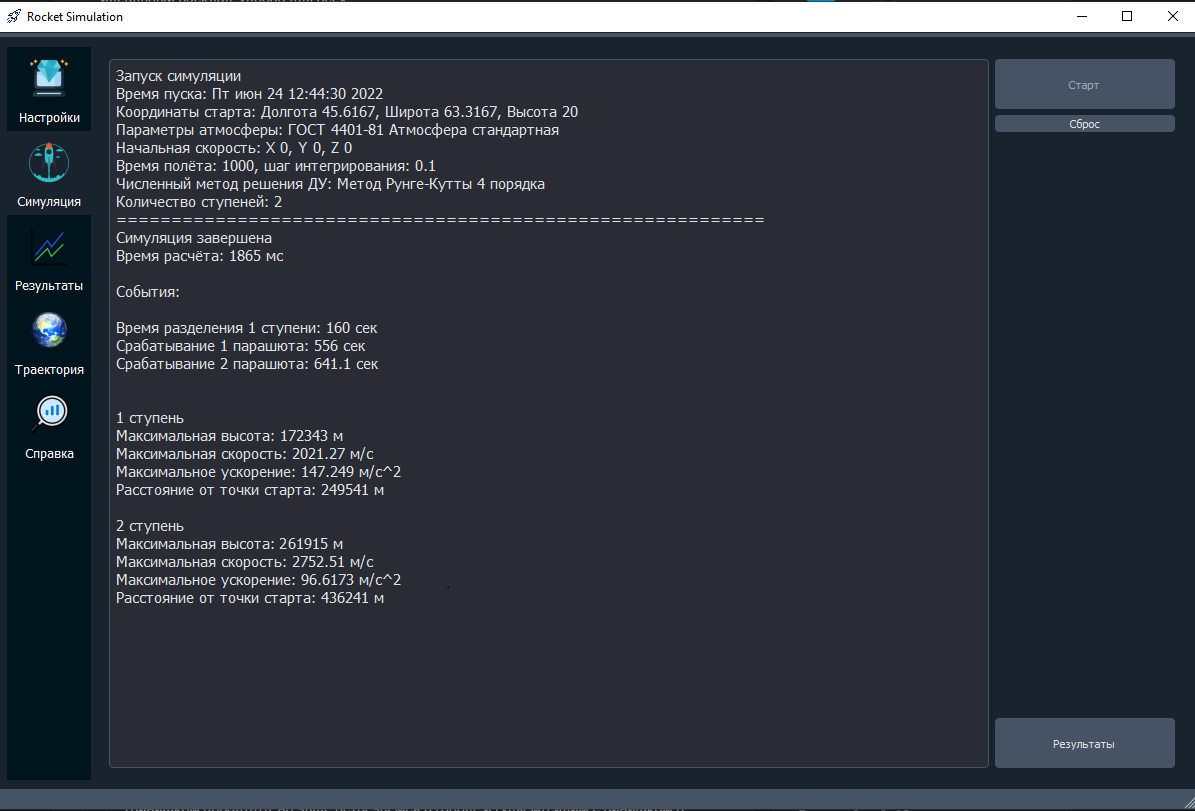 Rocket Simulation
Настройки
Симуляция
Результаты
Траектория
Справка
Запуск симуляции
Время пуска: Пт июн 24 12:44:30 2022
Координаты старта: Долгота 45.6167, Широта 63.3167, Высота 20
Параметры атмосферы: ГОСТ 4401-81 Атмосфера стандартная
Начальная скорость: X 0, Y 0, Z 0
Время полёта: 1000, шаг интегрирования: 0.1
Численный метод решения ДУ: Метод Рунге-Кутты 4 порядка
Количество ступеней: 2
===========================================================
Симуляция завершена
Время расчёта: 1865 мс
События:
Время разделения 1 ступени: 160 сек
Срабатывание 1 парашюта: 556 сек
Срабатывание 2 парашюта: 641.1 сек
1 ступень
Максимальная высота: 172343 м
Максимальная скорость: 2021.27 м/с
Максимальное ускорение: 147.249 м/с^2
Расстояние от точки старта: 249541 м
2 ступень
Максимальная высота: 261915 м
Максимальная скорость: 2752.51 м/с
Максимальное ускорение: 96.6173 м/с^2
Расстояние от точки старта: 436241 м
Старт
Сброс
Результаты